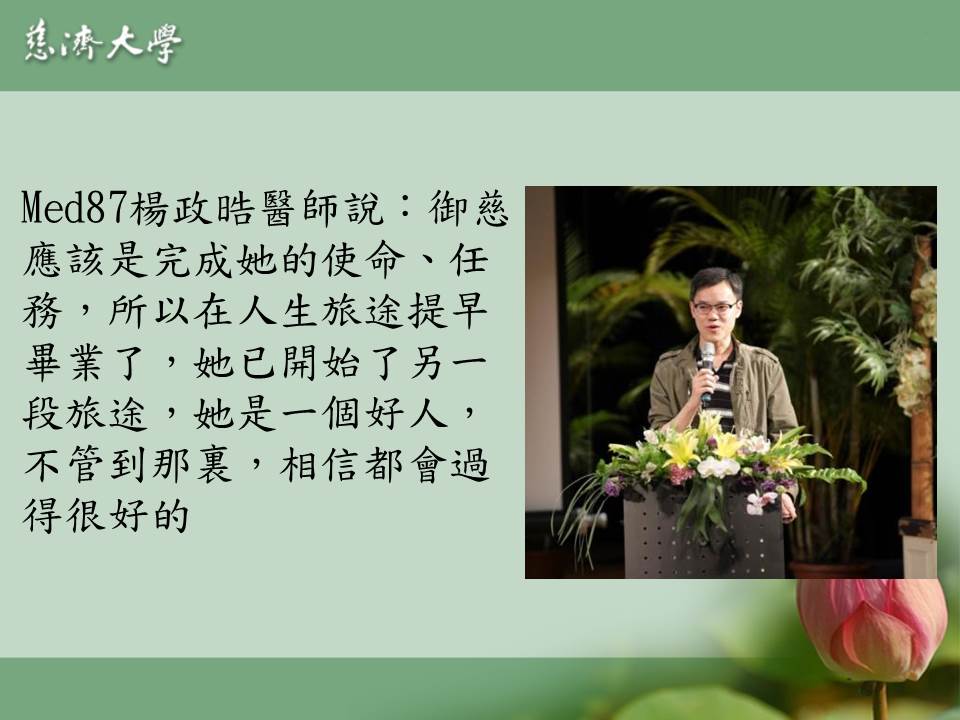 慈濟大學
Med87楊政晧醫師說：御慈
應該是完成她的使命、任
務，所以在人生旅途提早
畢業了，她已開始了另一
段旅途，她是一個好人，
不管到那裏，相信都會過
得很好的